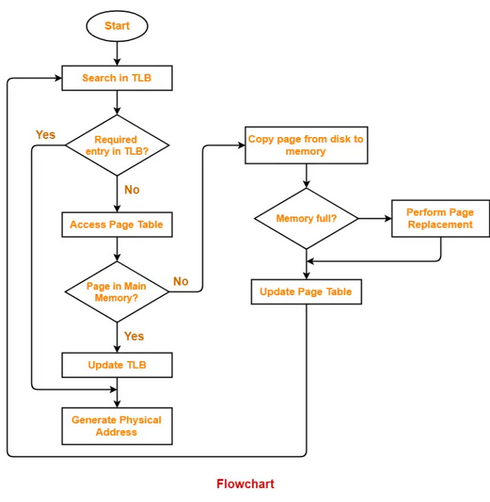 Start
Search in TLB
Yes
Required
entry in TLB?
No
Access Page Table
Page in Main
Memory?
No
Yes
Update TLB
Generate Physical
Address
Copy page from disk to
memory
Memory full?
Perform Page
Replacement
Update Page Table
Flowchart